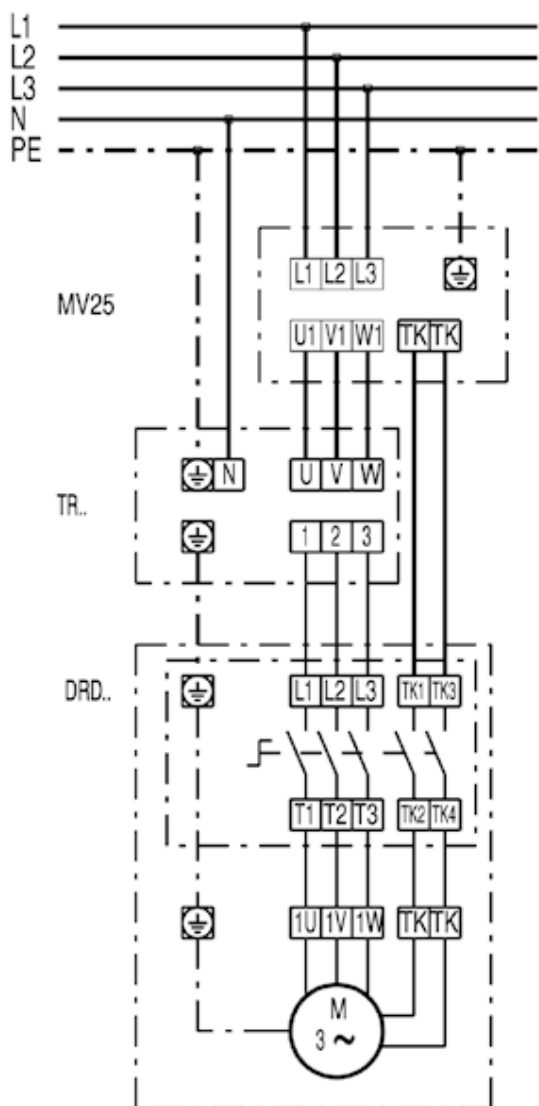 L1
L2
L3
N
PE
L1 L2 L3
MV25
U1 V1 W1 TK TK
N U V W
TR..
1 2 3
DRD..
L1 L2 L3 TK1 TK3
T1 T2 T3 TK2 TK4
1U 1V 1W TK TK
M
3 ~